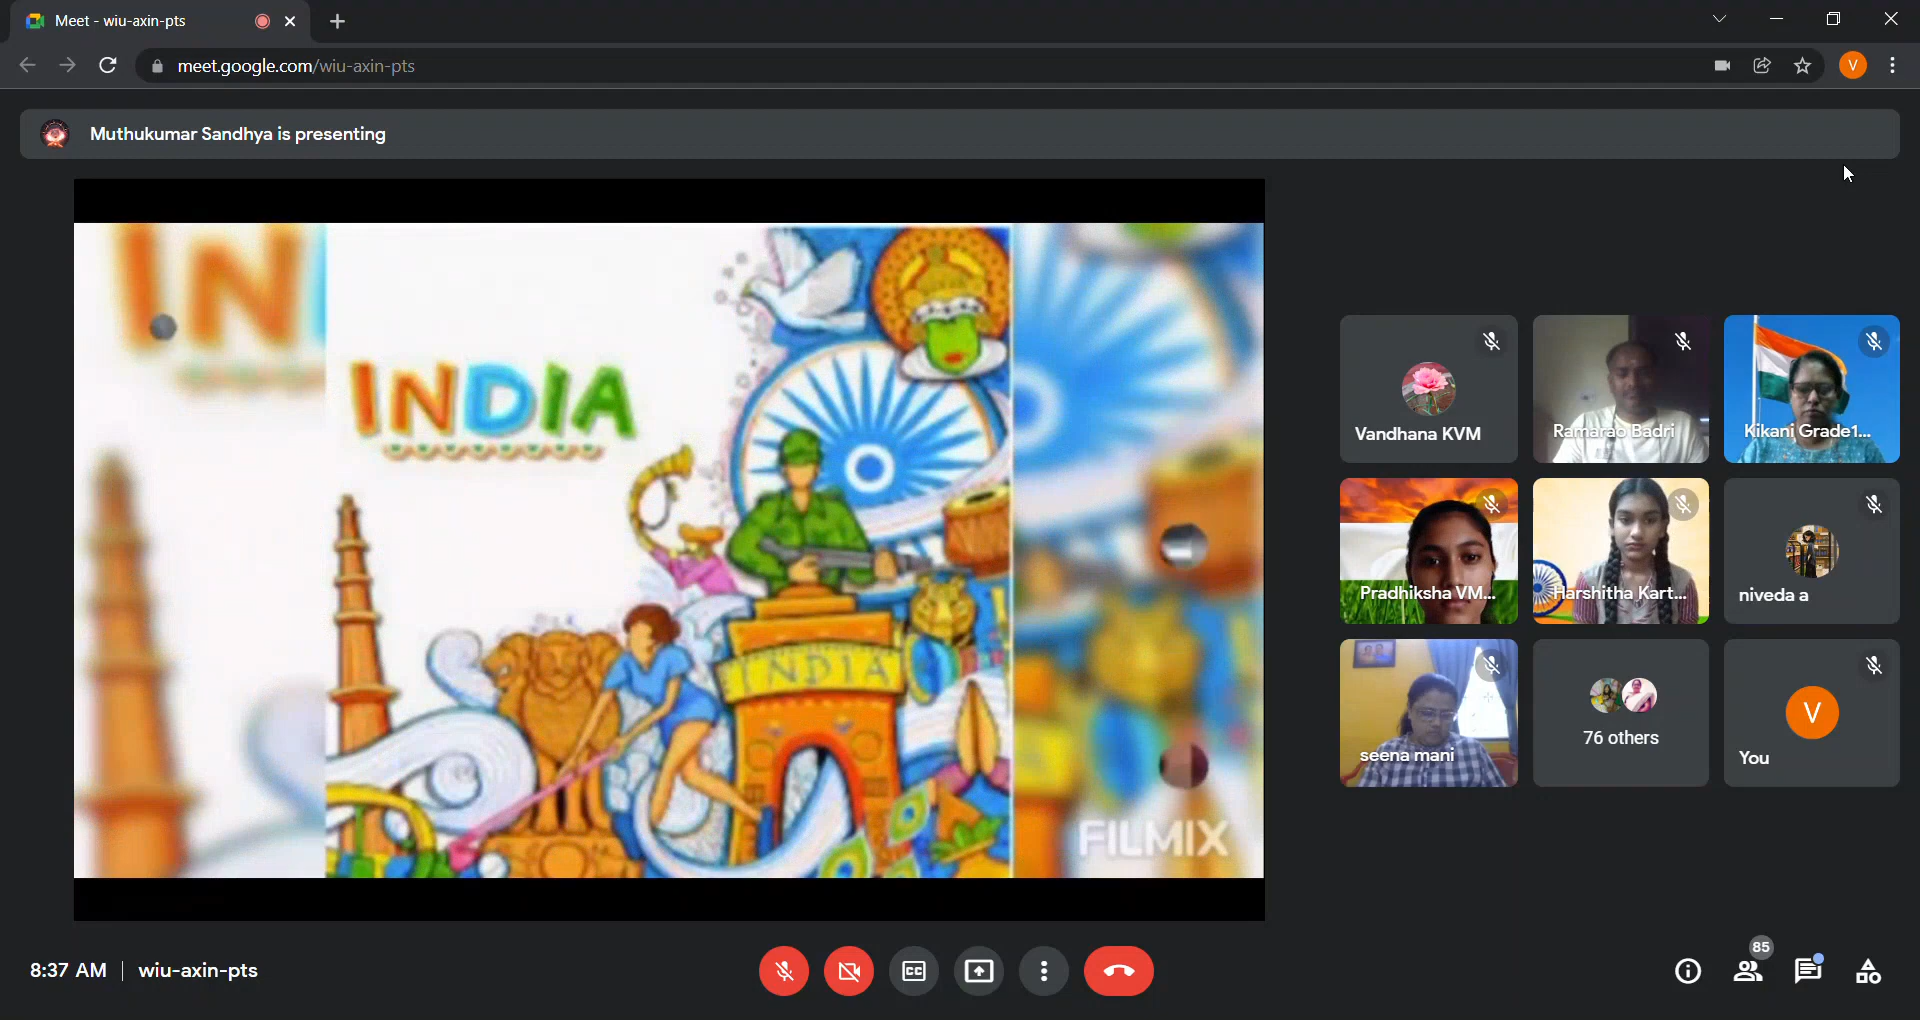 Meet - wiu-axin-pts
meet.google.com/wiu-axin-pts
V
Muthukumar Sandhya is presenting
IN
INDIA
INDIA
FILMIX
Vandhana KVM
Ramarao Badri
Kikani Grade1...
Pradhiksha VM...
Harshitha Kart...
niveda a
seena mani
76 others
V
You
8:37 AM | wiu-axin-pts
CC
85